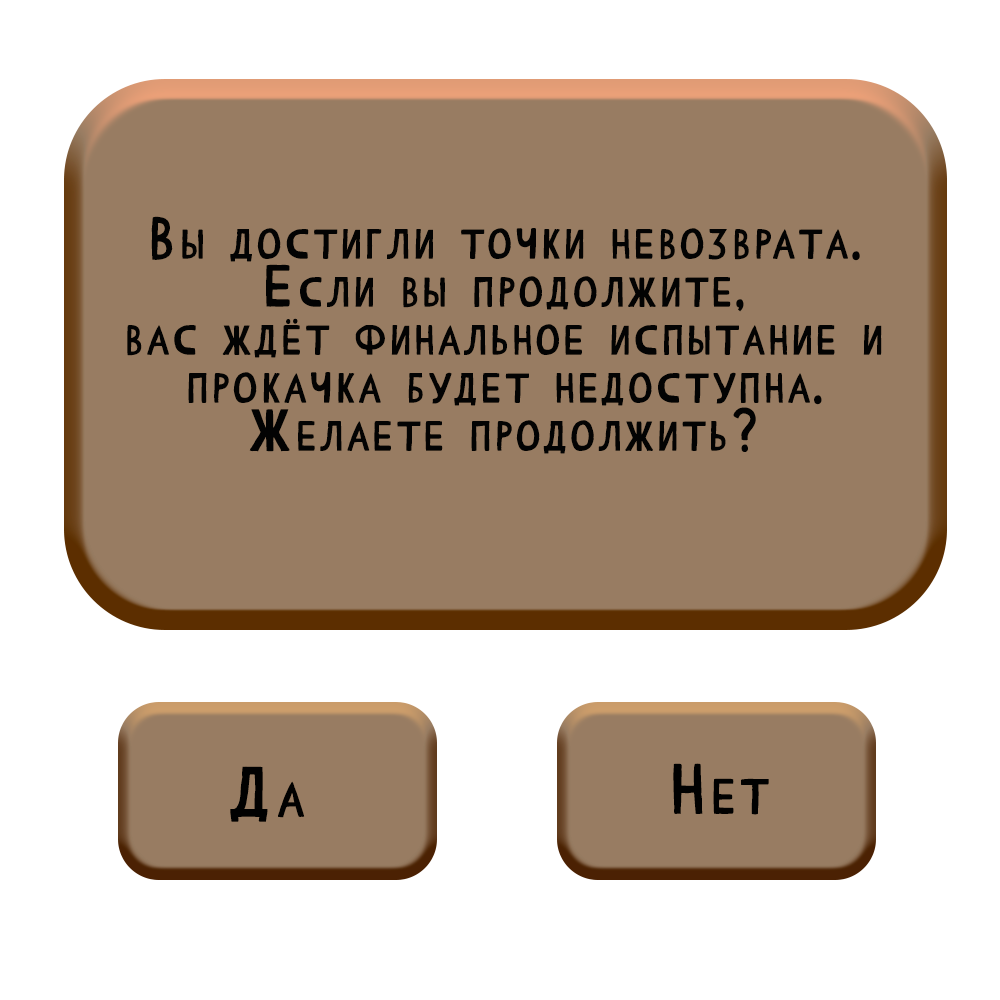 Вы достигли точки невозврата.
Если вы продолжите,
вас ждёт финальное испытание и
прокачка будет недоступна.
Желаете продолжить?
Да
Нет